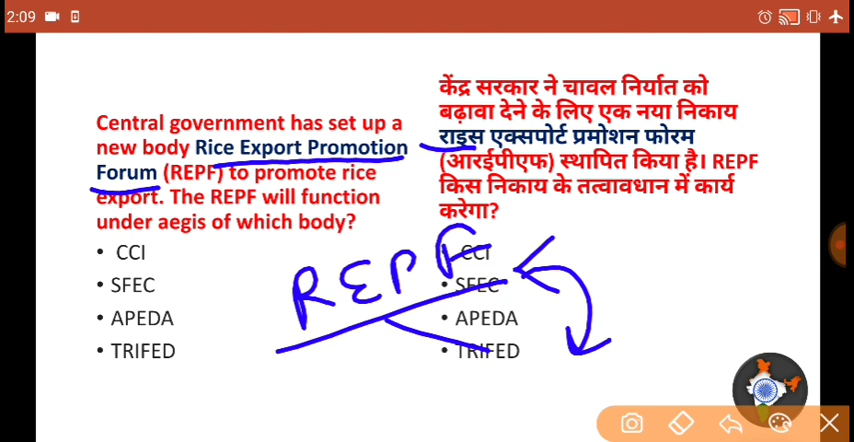 2:09
Central government has set up a
new body Rice Export Promotion
Forum (REPF) to promote rice
export. The REPF will function
under aegis of which body?
• CCI
• SFEC
• APEDA
• TRIFED
केंद्र सरकार ने चावल निर्यात को
बढ़ावा देने के लिए एक नया निकाय
राइस एक्सपोर्ट प्रमोशन फोरम
(आरईपीएफ) स्थापित किया है। REPF
किस निकाय के तत्वावधान में कार्य
करेगा?
• CCI
• SFEC
• APEDA
• TRIFED
REPF